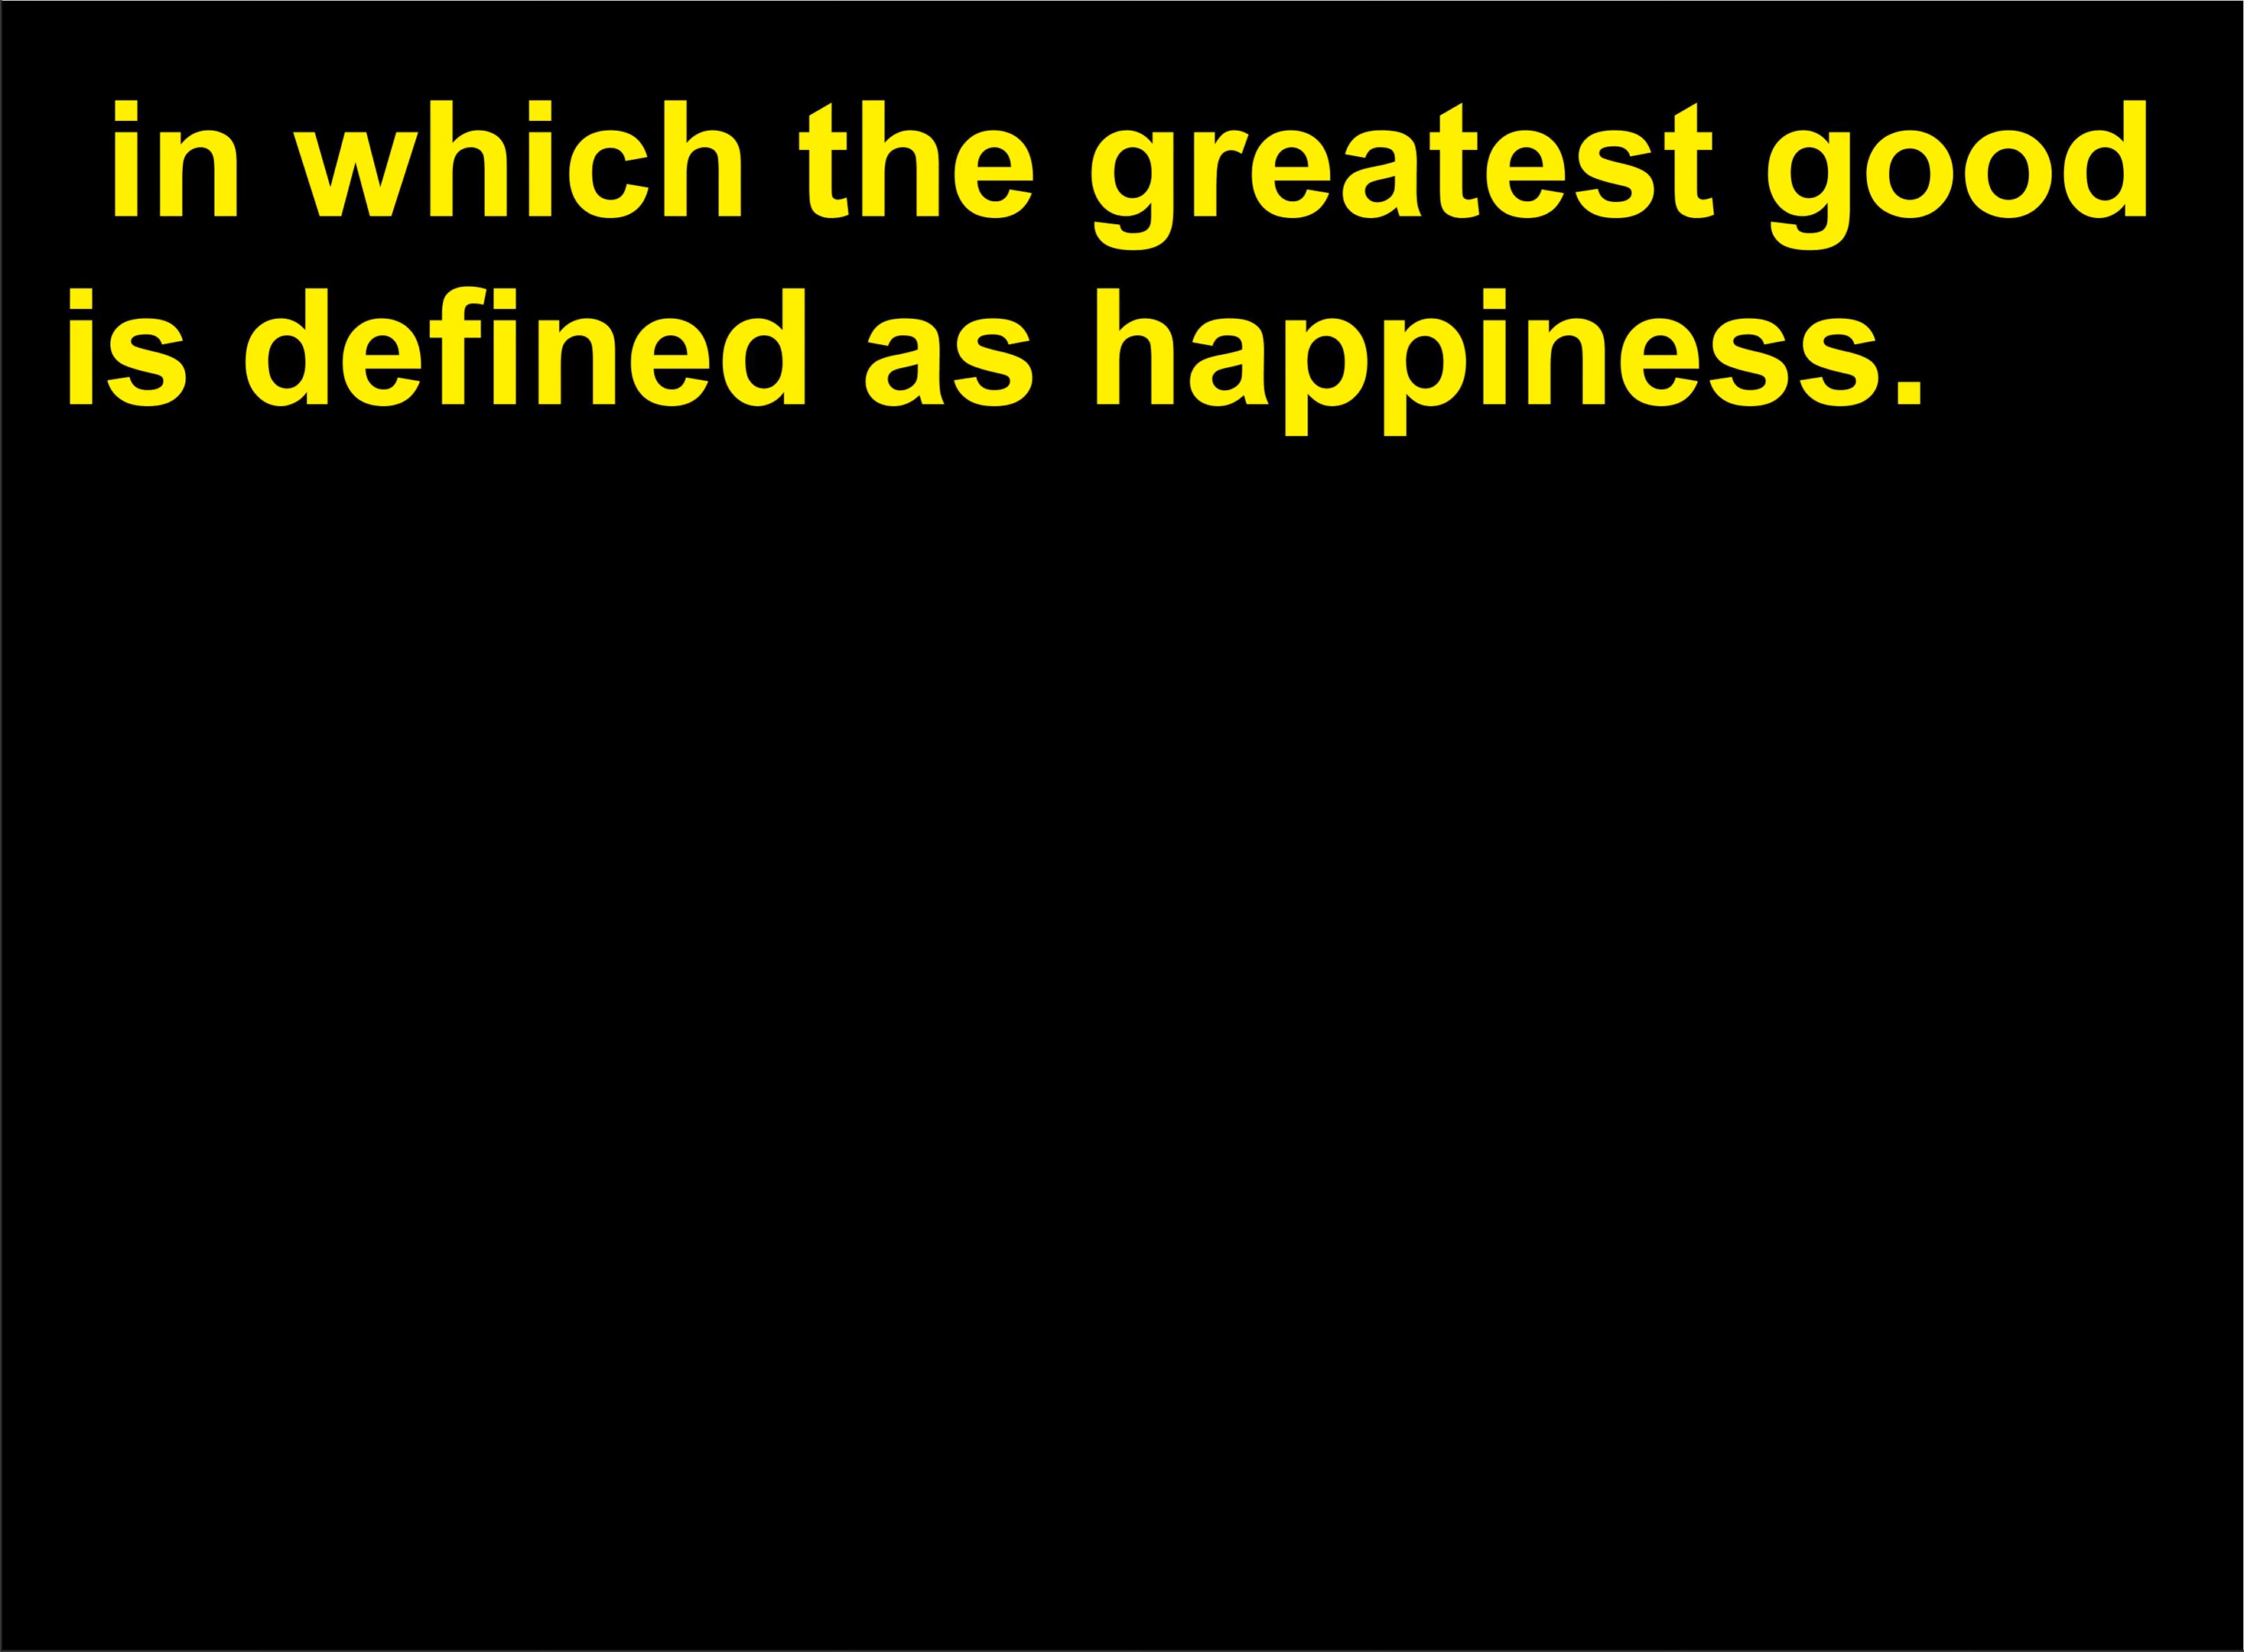 in which the greatest good
is defined as happiness.